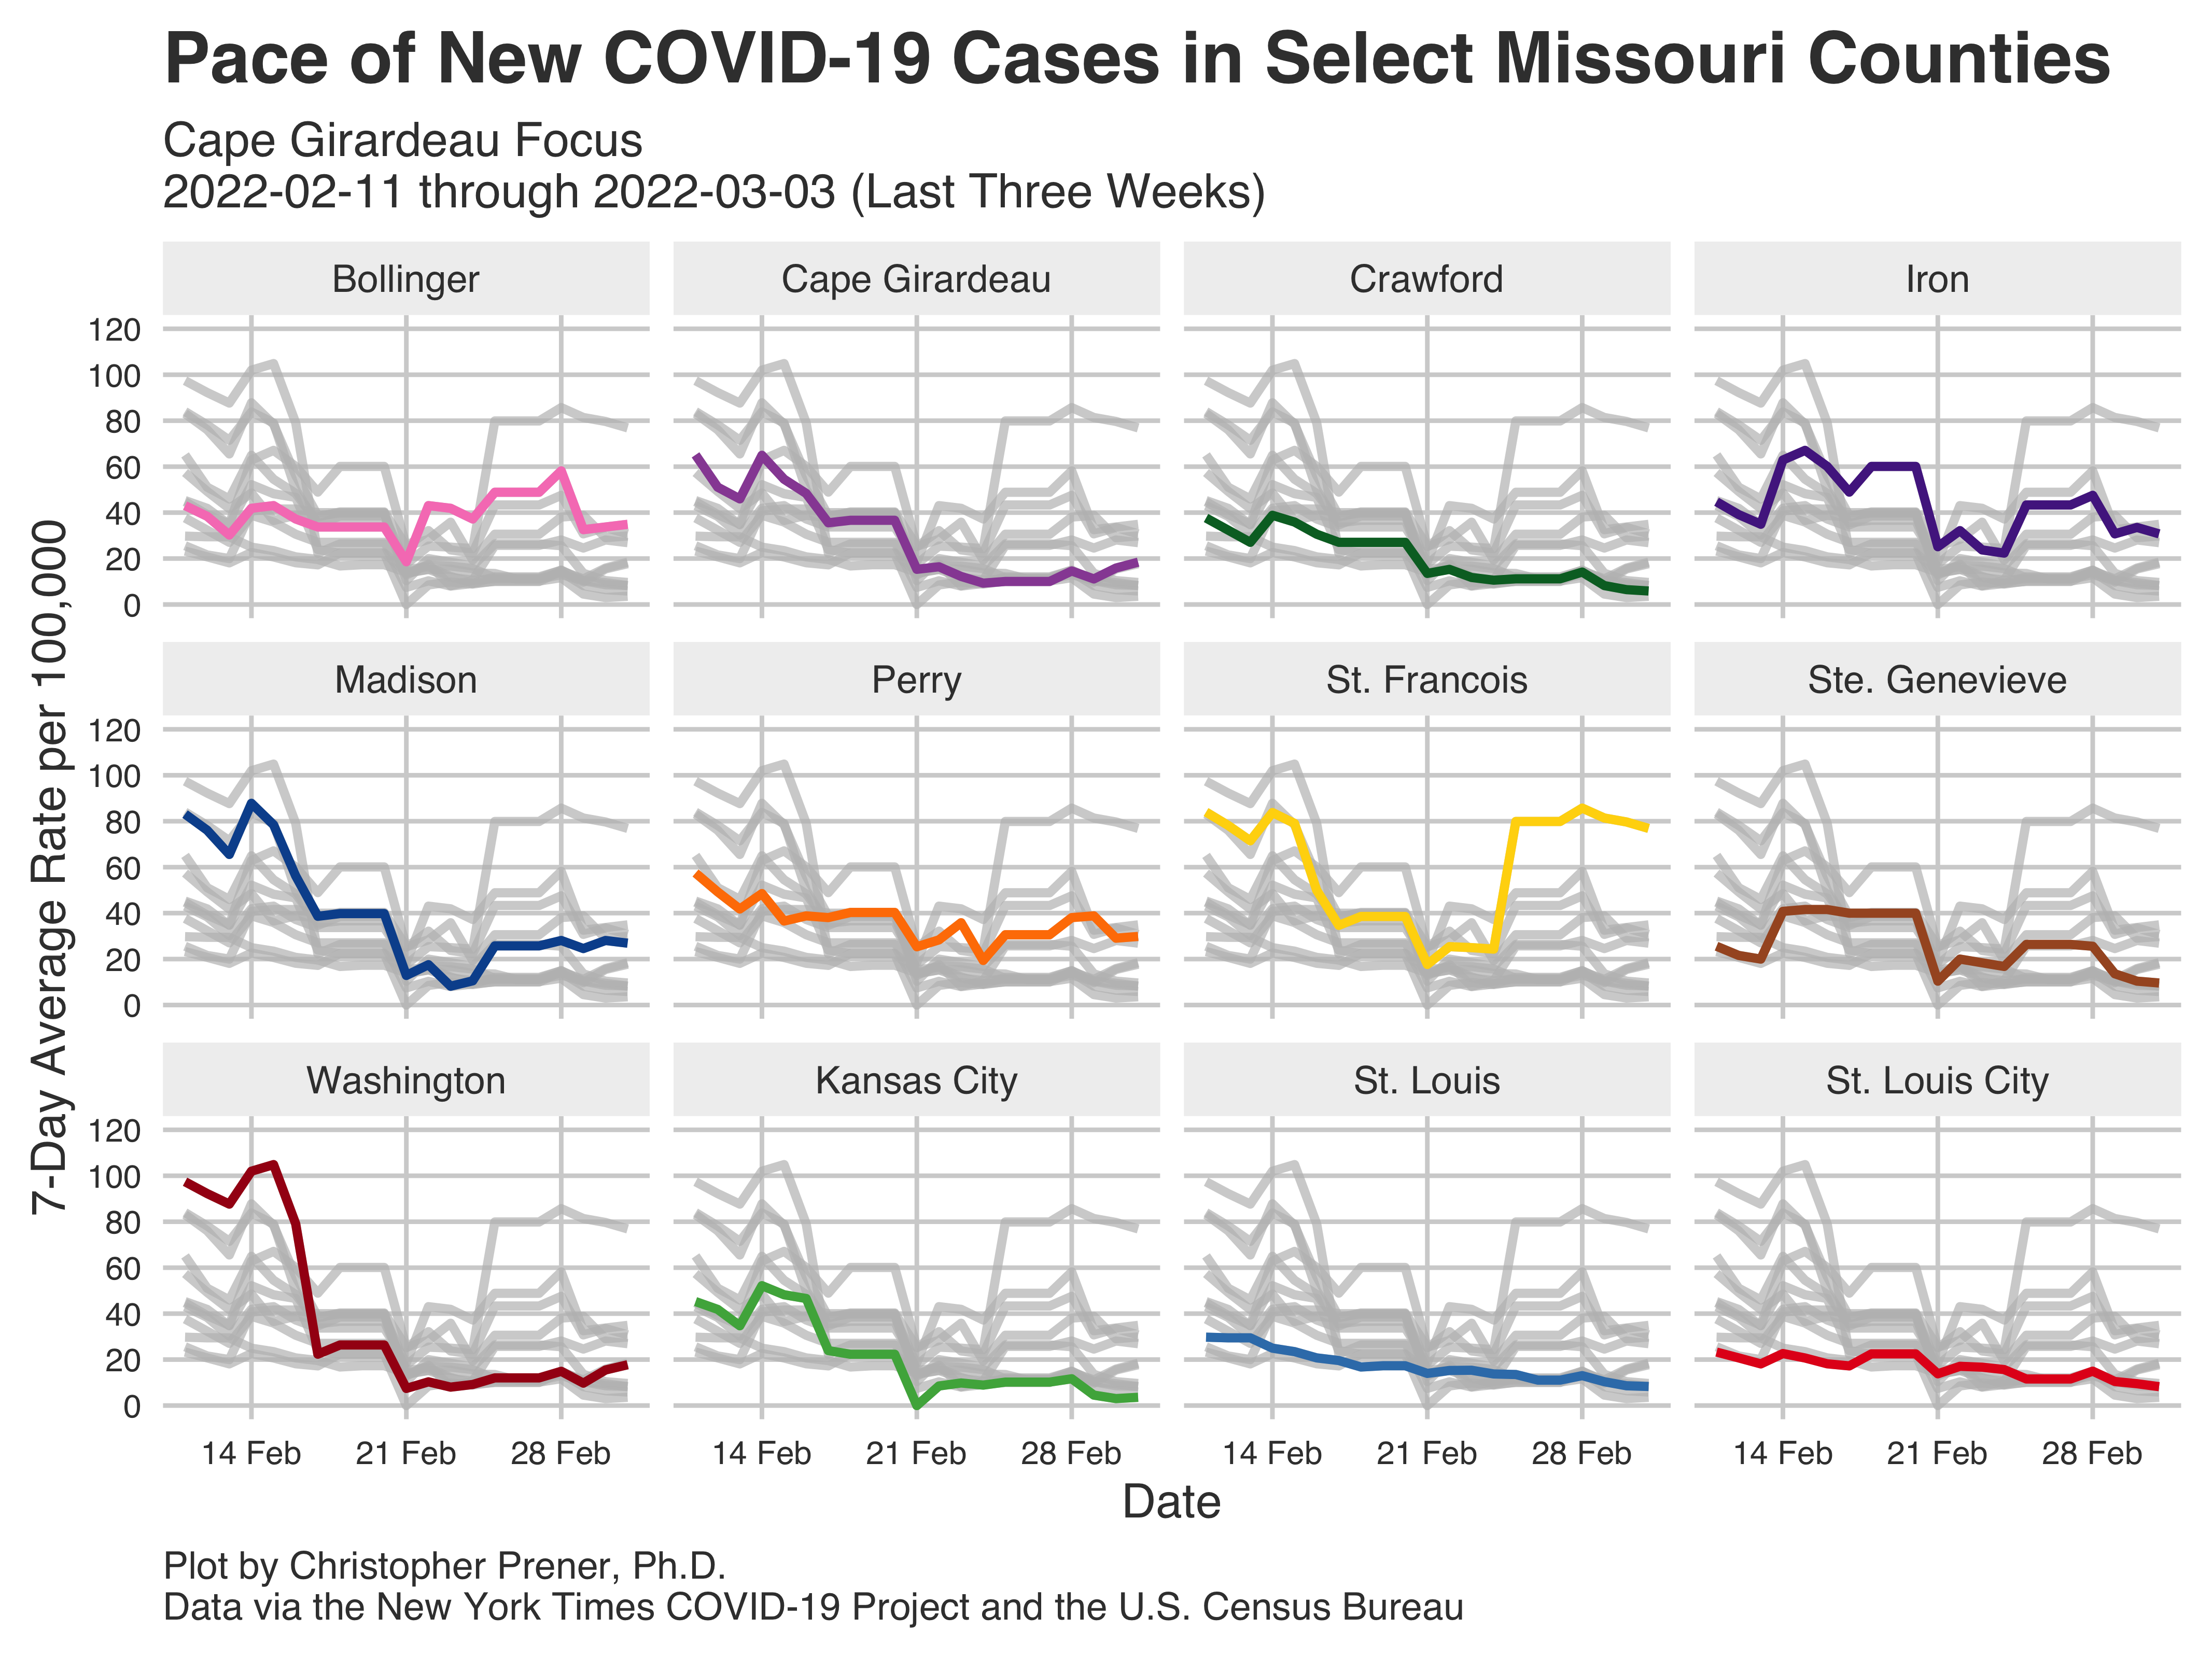 Pace of New COVID-19 Cases in Select Missouri Counties
Cape Girardeau Focus
2022-02-11 through 2022-03-03 (Last Three Weeks)
7-Day Average Rate per 100,000
Bollinger
Cape Girardeau
Crawford
Iron
120
100
80
60
40
20
0
Madison
Perry
St. Francois
Ste. Genevieve
120
100
80
60
40
20
0
Washington
Kansas City
St. Louis
St. Louis City
120
100
80
60
40
20
0
14 Feb 21 Feb 28 Feb
14 Feb 21 Feb 28 Feb
14 Feb 21 Feb 28 Feb
14 Feb 21 Feb 28 Feb
Date
Plot by Christopher Prener, Ph.D.
Data via the New York Times COVID-19 Project and the U.S. Census Bureau